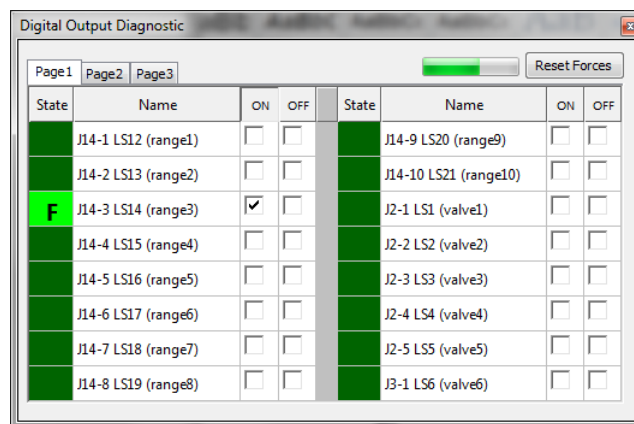 Digital Output Diagnostic
Page1 Page2 Page3 Reset Forces
State Name ON OFF State Name ON OFF
J14-1 LS12 (range1) J14-9 LS20 (range9)
J14-2 LS13 (range2) J14-10 LS21 (range10)
F J14-3 LS14 (range3) J2-1 LS1 (valve1)
J14-4 LS15 (range4) J2-2 LS2 (valve2)
J14-5 LS16 (range5) J2-3 LS3 (valve3)
J14-6 LS17 (range6) J2-4 LS4 (valve4)
J14-7 LS18 (range7) J2-5 LS5 (valve5)
J14-8 LS19 (range8) J3-1 LS6 (valve6)